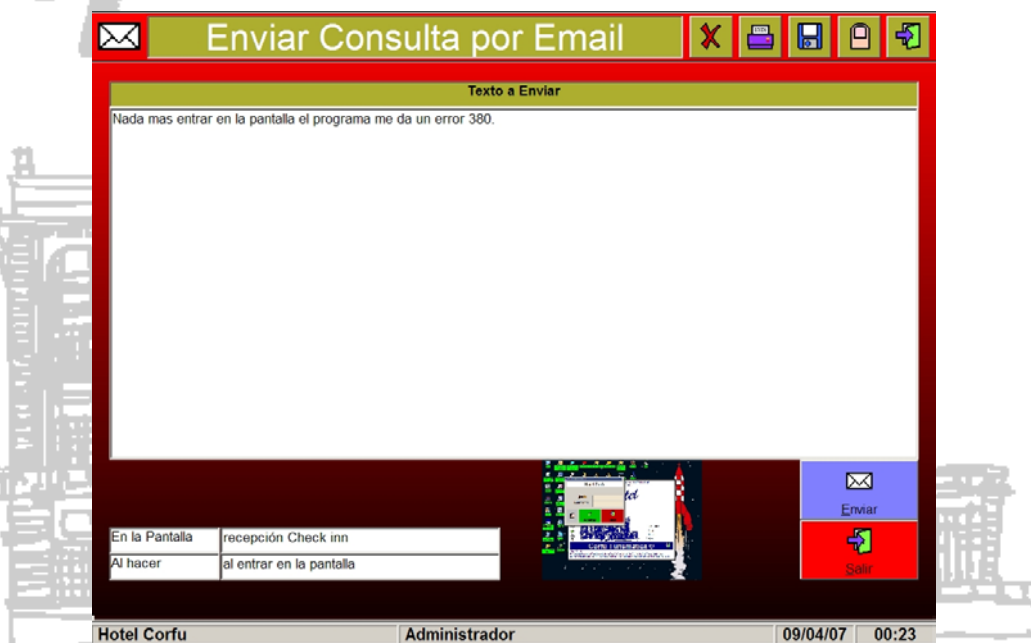 Enviar Consulta por Email
Texto a Enviar
Nada mas entrar en la pantalla el programa me da un error 380.
En la Pantalla recepción Check inn
Al hacer al entrar en la pantalla
Enviar
Salir
Hotel Corfu Administrador 09/04/07 00:23